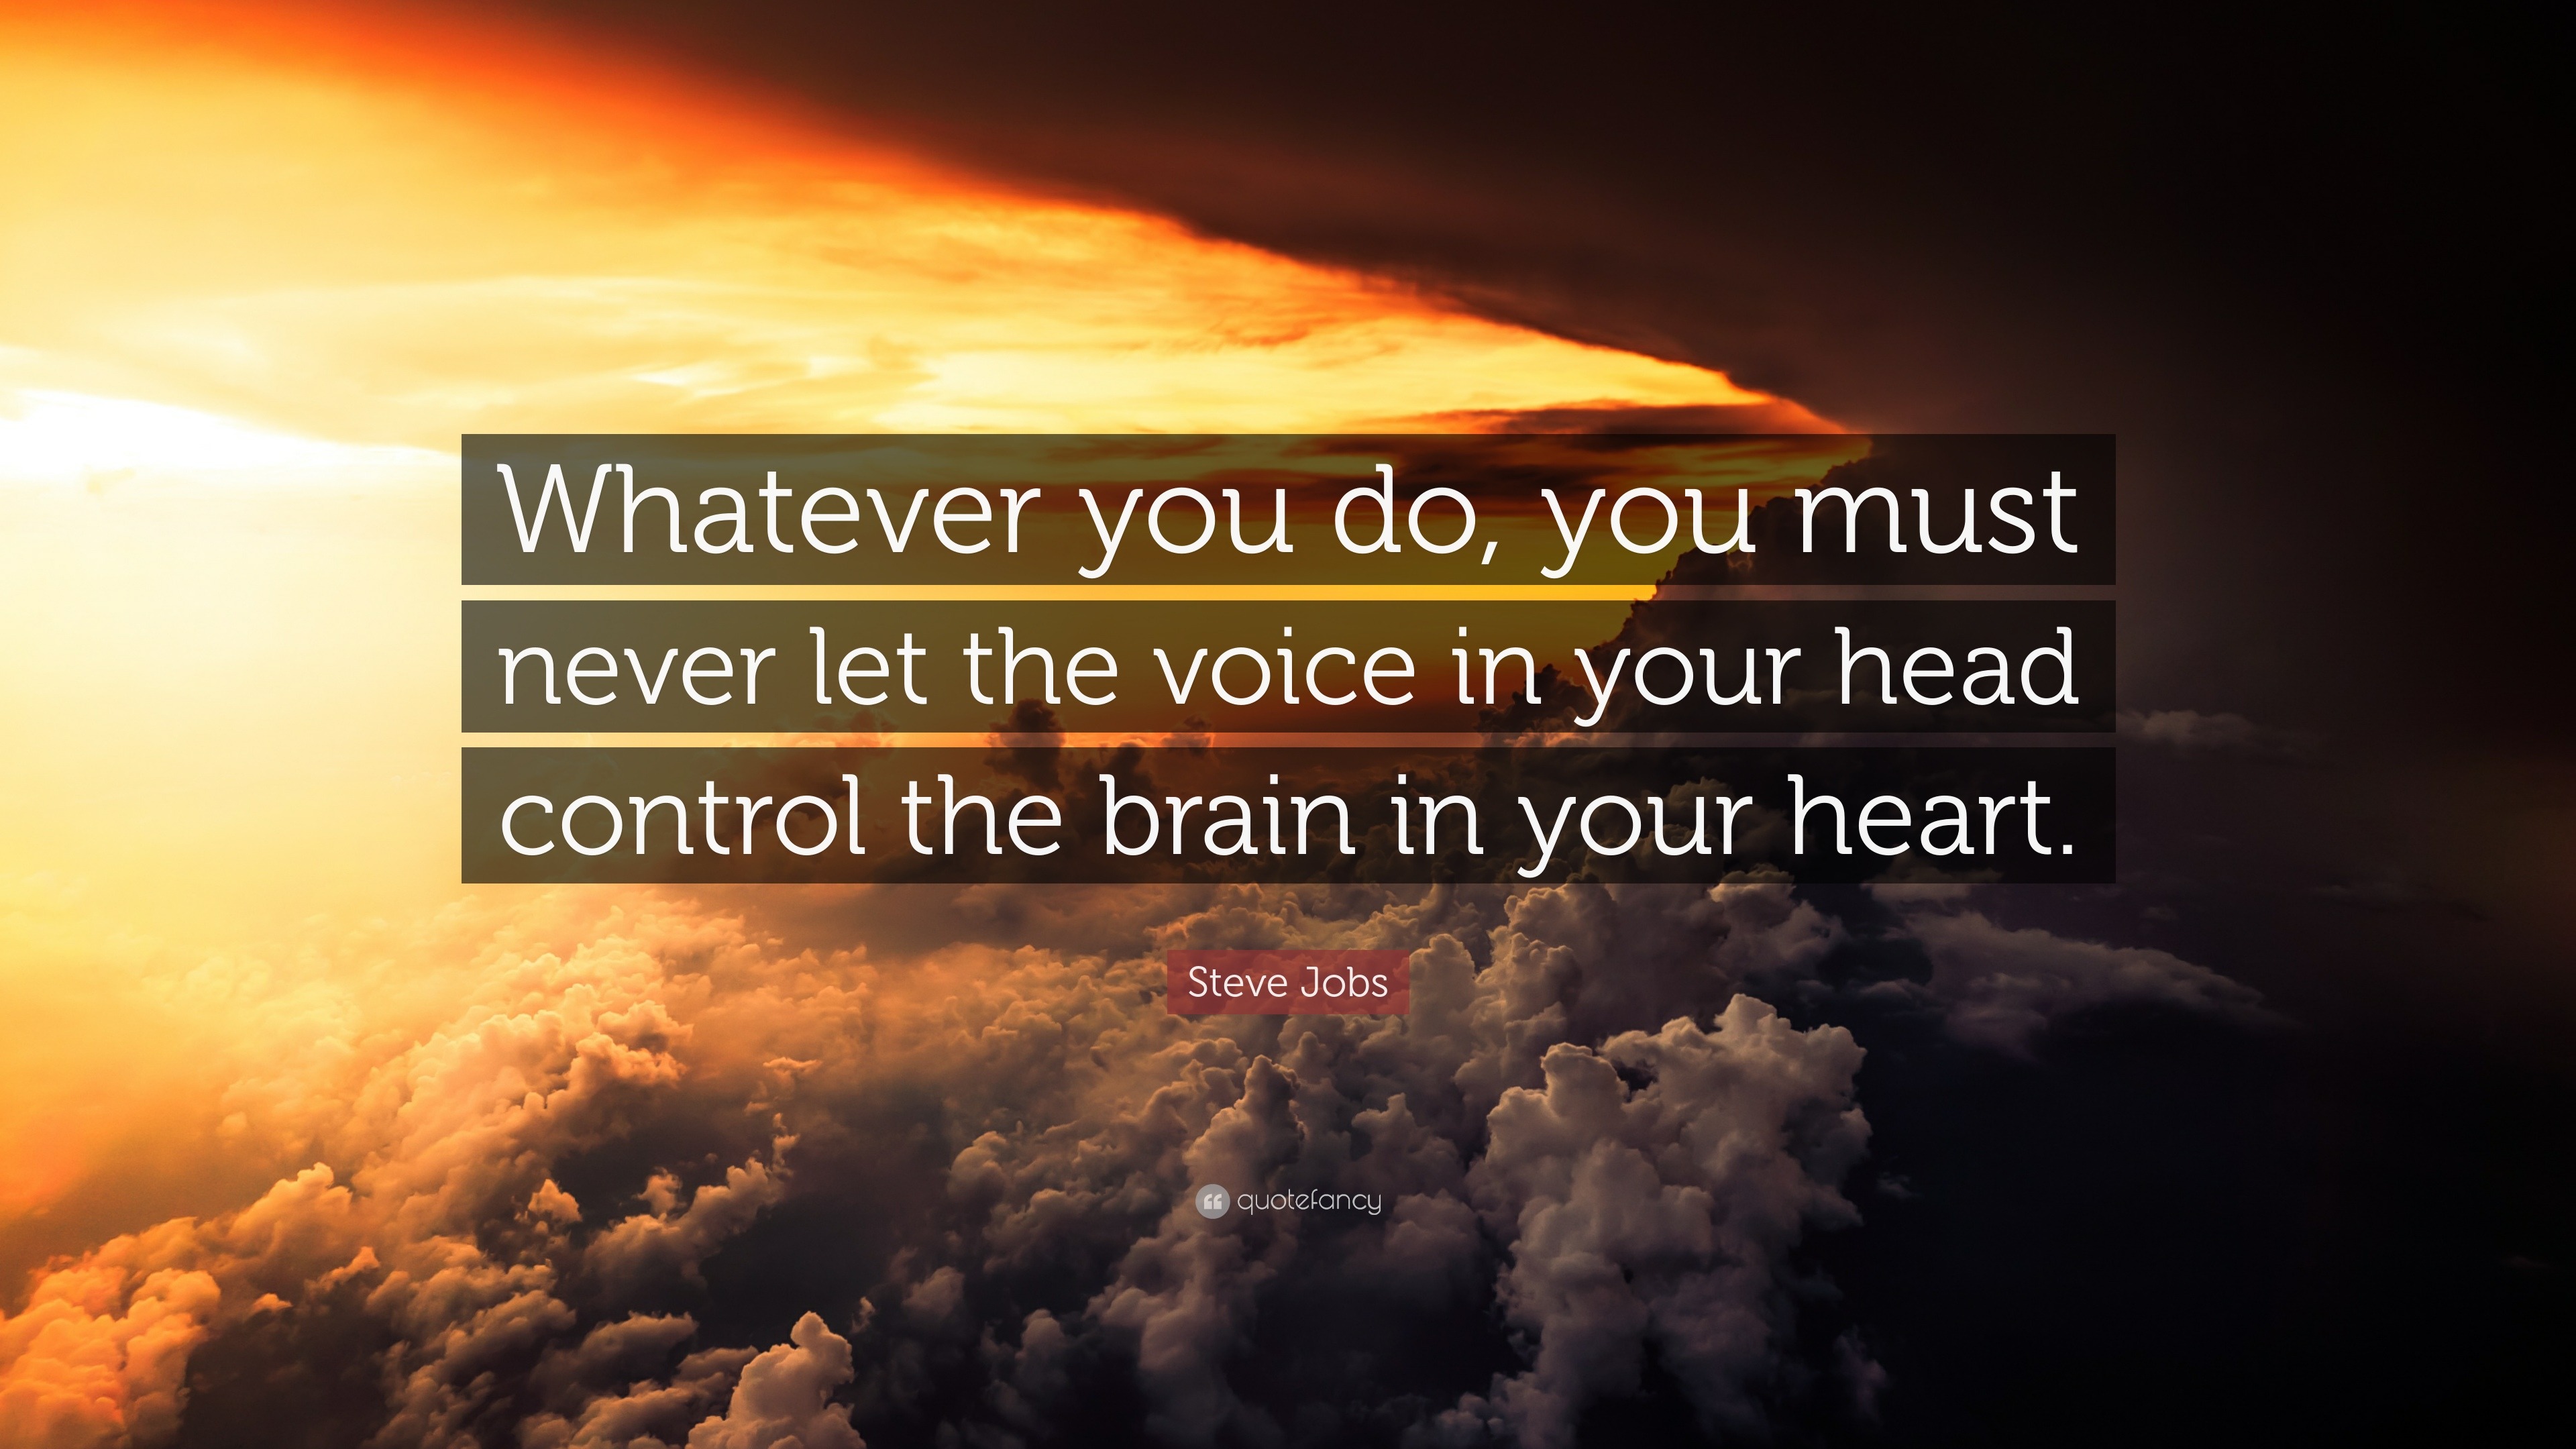 Whatever you do, you must
never let the voice in your head
control the brain in your heart.
Steve Jobs
quotefancy